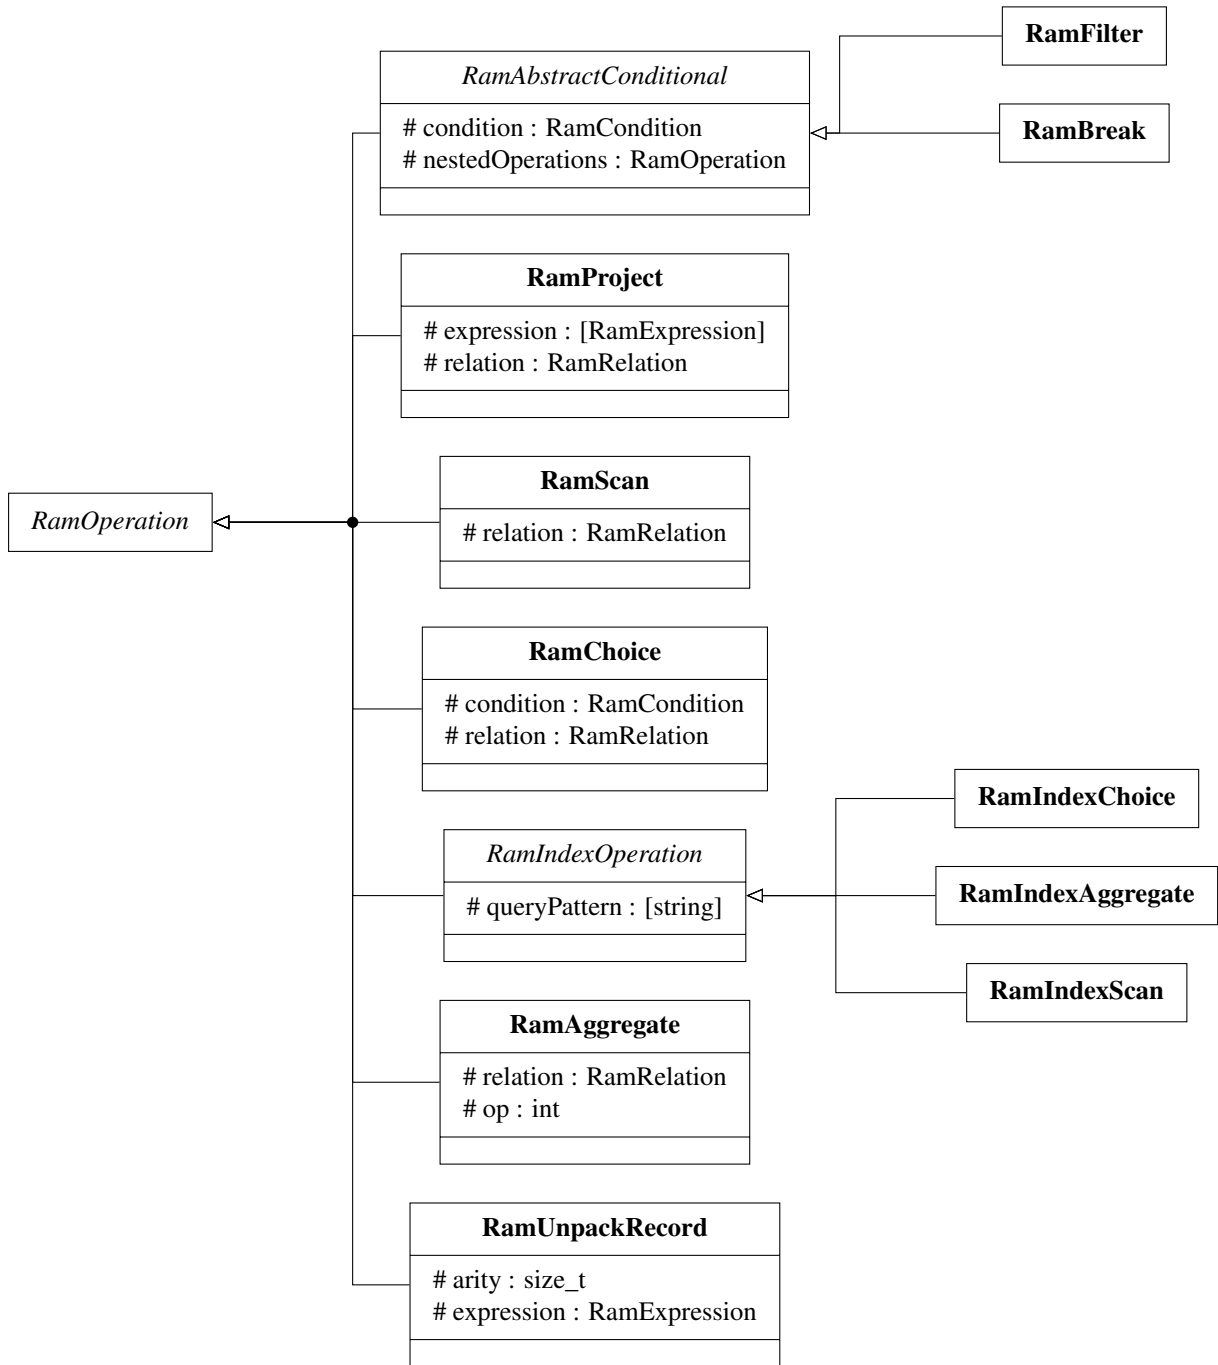 RamFilter
RamAbstractConditional
# condition : RamCondition
# nestedOperations : RamOperation
RamBreak
RamProject
# expression : [RamExpression]
# relation : RamRelation
RamScan
RamOperation
# relation : RamRelation
RamChoice
# condition : RamCondition
# relation : RamRelation
RamIndexChoice
RamIndexOperation
# queryPattern : [string]
RamIndexAggregate
RamIndexScan
RamAggregate
# relation : RamRelation
# op : int
RamUnpackRecord
# arity : size_t
# expression : RamExpression